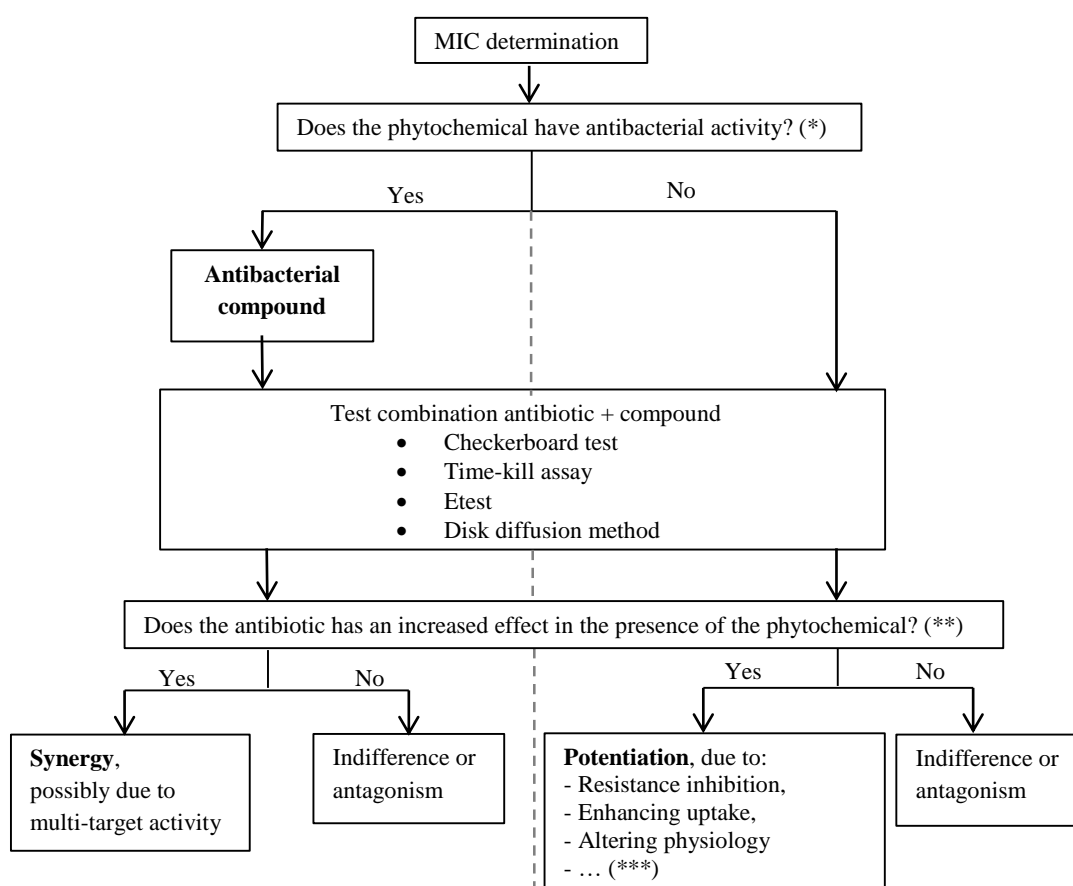 MIC determination
Does the phytochemical have antibacterial activity? (*)
Yes
No
Antibacterial
compound
Test combination antibiotic + compound
• Checkerboard test
• Time-kill assay
• Etest
• Disk diffusion method
Does the antibiotic has an increased effect in the presence of the phytochemical? (**)
Yes
No
Yes
No
Synergy,
possibly due to
multi-target activity
Indifference or
antagonism
Potentiation, due to:
- Resistance inhibition,
- Enhancing uptake,
- Altering physiology
- … (***)
Indifference or
antagonism